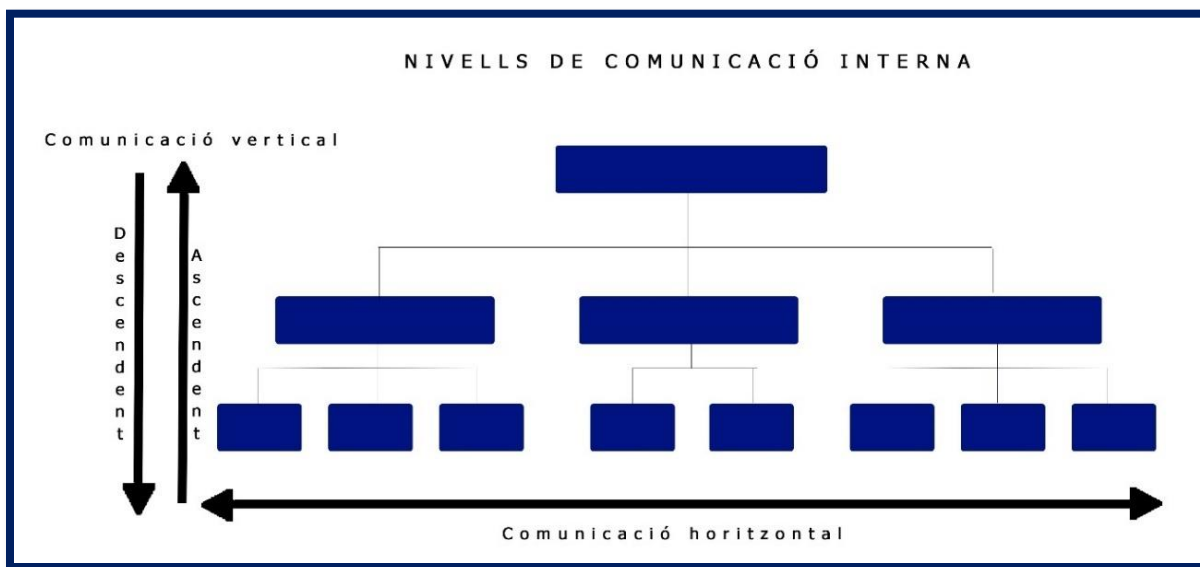 NIVELLS DE COMUNICACIÓ INTERNA
Comunicació vertical
Descendent
Ascendent
Comunicació horitzontal